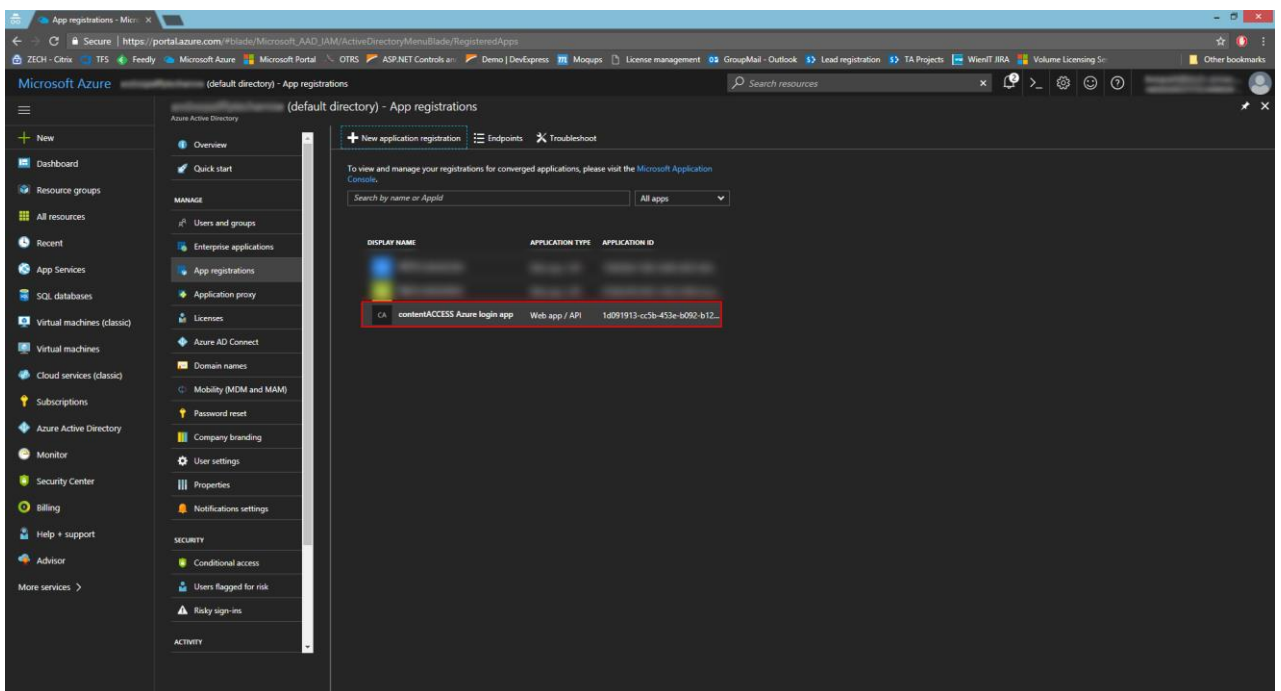 App registrations - Micr
Secure | https://portal.azure.com/#blade/Microsoft_AAD_IAM/ActiveDirectoryMenuBlade/RegisteredApps
ZECH - Citrix TFS Feedly Microsoft Azure Microsoft Portal OTRS ASP.NET Controls an Demo | DevExpress Moqups License management GroupMail - Outlook Lead registration TA Projects WienIT JIRA Volume Licensing Se Other bookmarks
Microsoft Azure (default directory) - App registrations Search resources
(default directory) - App registrations
Azure Active Directory
New
Dashboard
Resource groups
All resources
Recent
App Services
SQL databases
Virtual machines (classic)
Virtual machines
Cloud services (classic)
Subscriptions
Azure Active Directory
Monitor
Security Center
Billing
Help + support
Advisor
More services >
Overview
Quick start
MANAGE
Users and groups
Enterprise applications
App registrations
Application proxy
Licenses
Azure AD Connect
Domain names
Mobility (MDM and MAM)
Password reset
Company branding
User settings
Properties
Notifications settings
SECURITY
Conditional access
Users flagged for risk
Risky sign-ins
ACTIVITY
New application registration Endpoints Troubleshoot
To view and manage your registrations for converged applications, please visit the Microsoft Application
Console.
Search by name or AppId All apps
DISPLAY NAME APPLICATION TYPE APPLICATION ID
CA contentACCESS Azure login app Web app / API 1d091913-cc5b-453e-b092-b12...